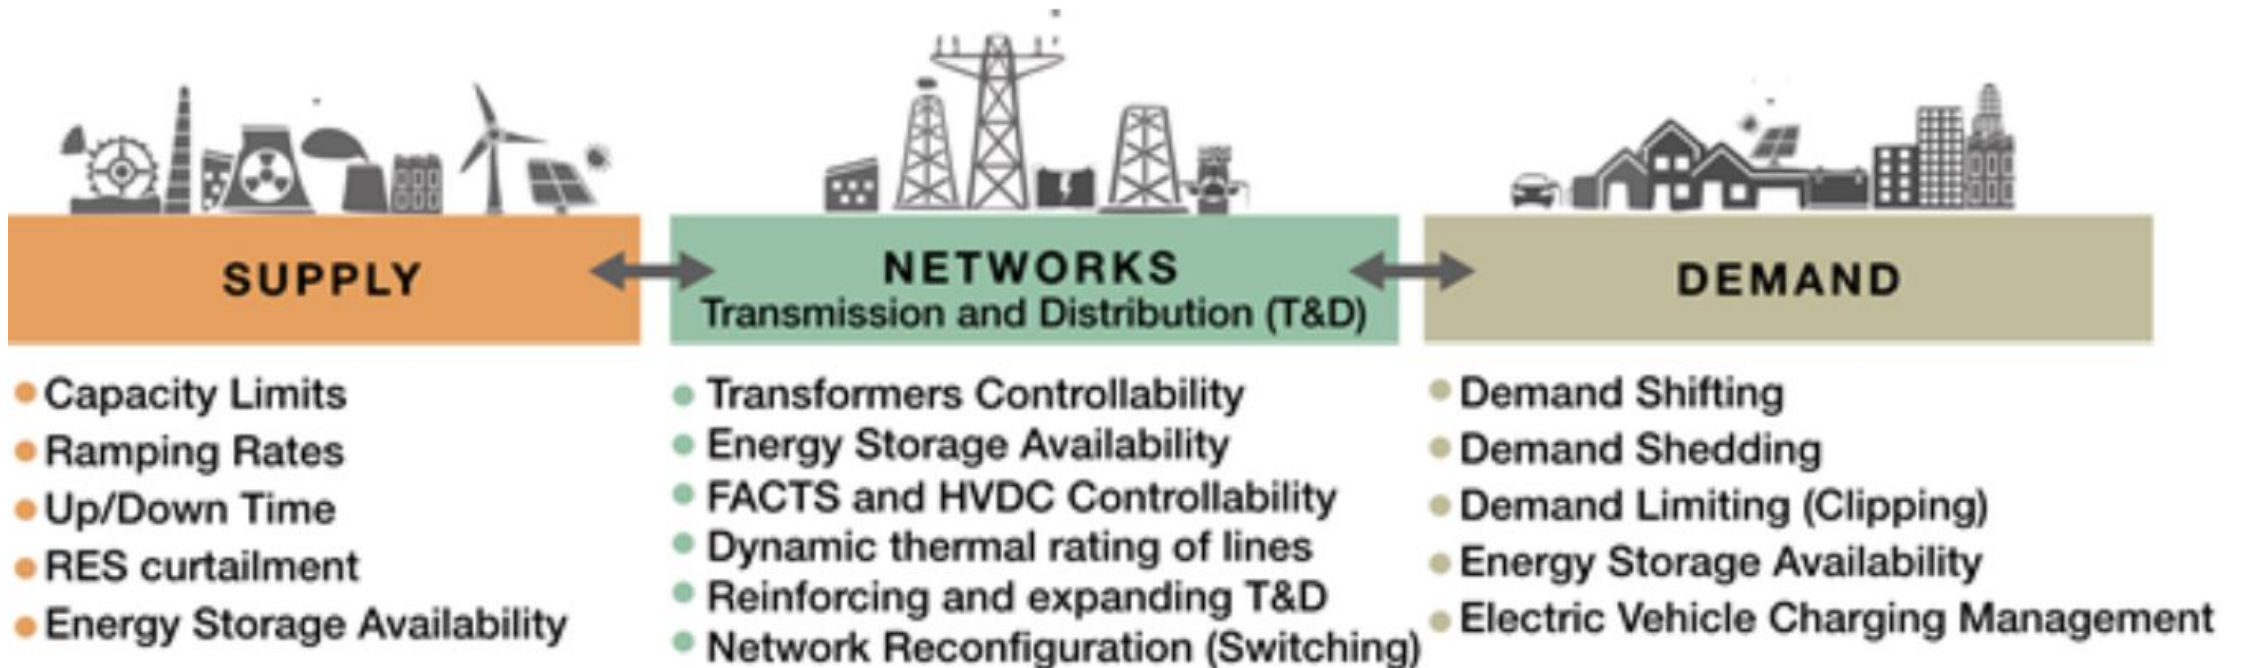 SUPPLY
Capacity Limits
Ramping Rates
Up/Down Time
RES curtailment
Energy Storage Availability
NETWORKS
Transmission and Distribution (T&D)
Transformers Controllability
Energy Storage Availability
FACTS and HVDC Controllability
Dynamic thermal rating of lines
Reinforcing and expanding T&D
Network Reconfiguration (Switching)
DEMAND
Demand Shifting
Demand Shedding
Demand Limiting (Clipping)
Energy Storage Availability
Electric Vehicle Charging Management